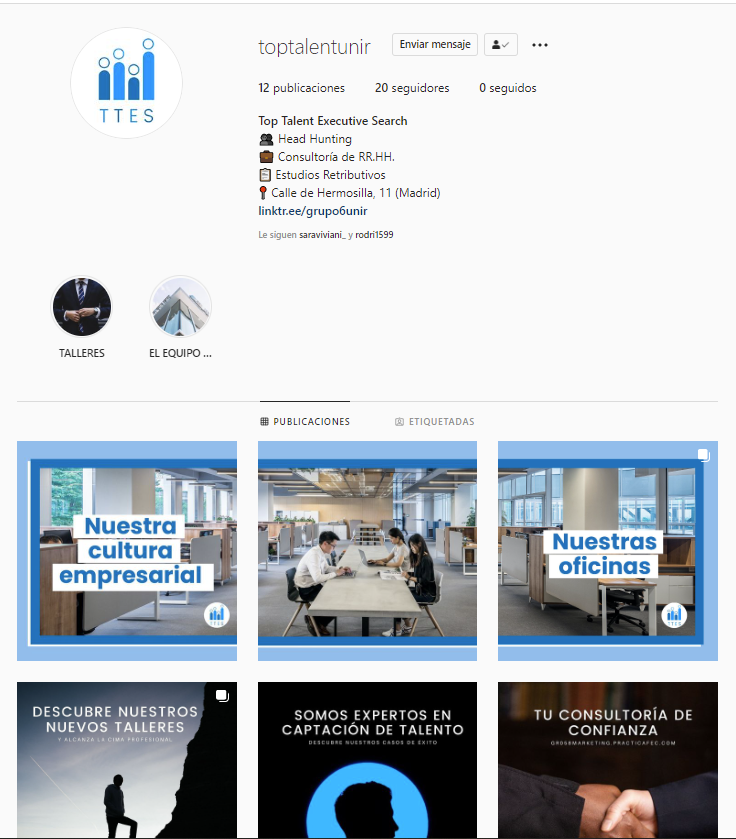 toptalentunir Enviar mensaje
12 publicaciones 20 seguidores 0 seguidos
Top Talent Executive Search
Head Hunting
Consultoría de RR.HH.
Estudios Retributivos
Calle de Hermosilla, 11 (Madrid)
linktr.ee/grupo6unir
Le siguen saraviviani_ y rodri1599
TTES
TALLERES
EL EQUIPO ...
PUBLICACIONES
ETIQUETADAS
Nuestra
cultura
empresarial
TTES
Nuestras
oficinas
TTES
DESCUBRE NUESTROS
NUEVOS TALLERES
Y ALCANZA LA CIMA PROFESIONAL
SOMOS EXPERTOS EN
CAPTACIÓN DE TALENTO
DESCUBRE NUESTROS CASOS DE ÉXITO
TU CONSULTORÍA DE
CONFIANZA
GRD6BMARKETING.PRACTICAFEC.COM